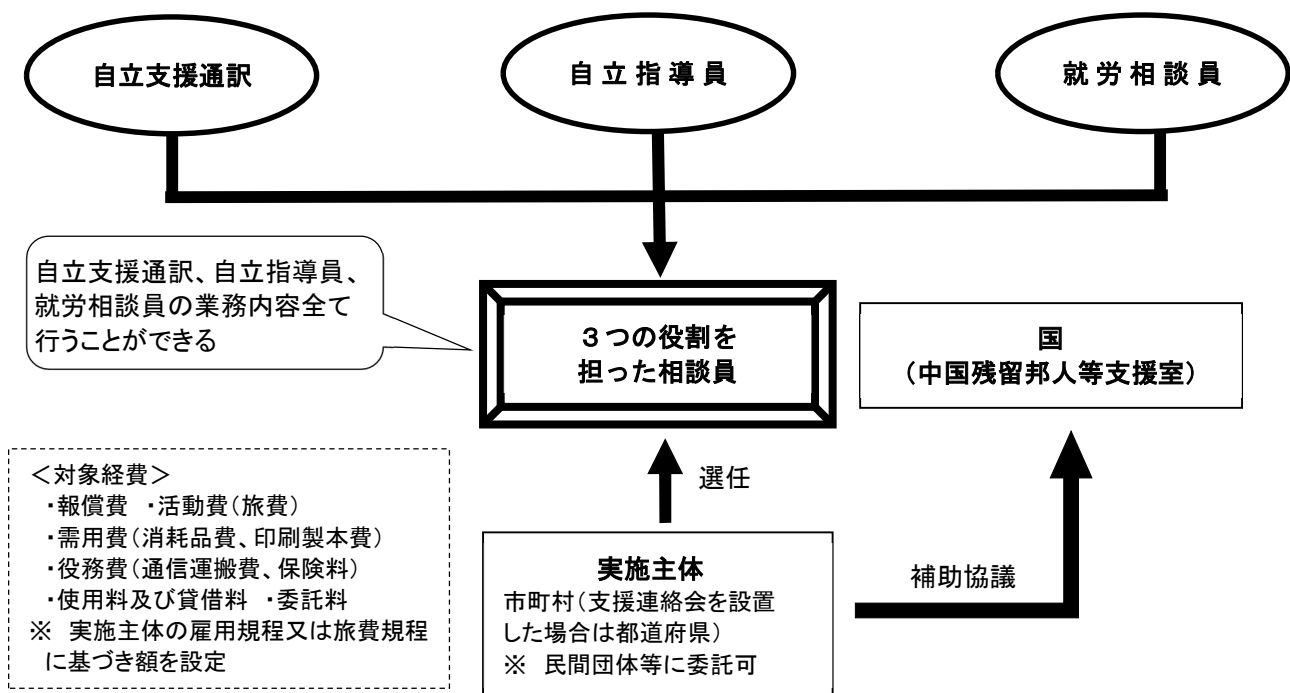 自立支援通訳
自立指導員
就労相談員
自立支援通訳、自立指導員、
就労相談員の業務内容全て
行うことができる
３つの役割を
担った相談員
国
（中国残留邦人等支援室）
＜対象経費＞
・報償費 ・活動費（旅費）
・需用費（消耗品費、印刷製本費）
・役務費（通信運搬費、保険料）
・使用料及び貸借料 ・委託料
※ 実施主体の雇用規程又は旅費規程
に基づき額を設定
選任
実施主体
市町村（支援連絡会を設置
した場合は都道府県）
※ 民間団体等に委託可
補助協議